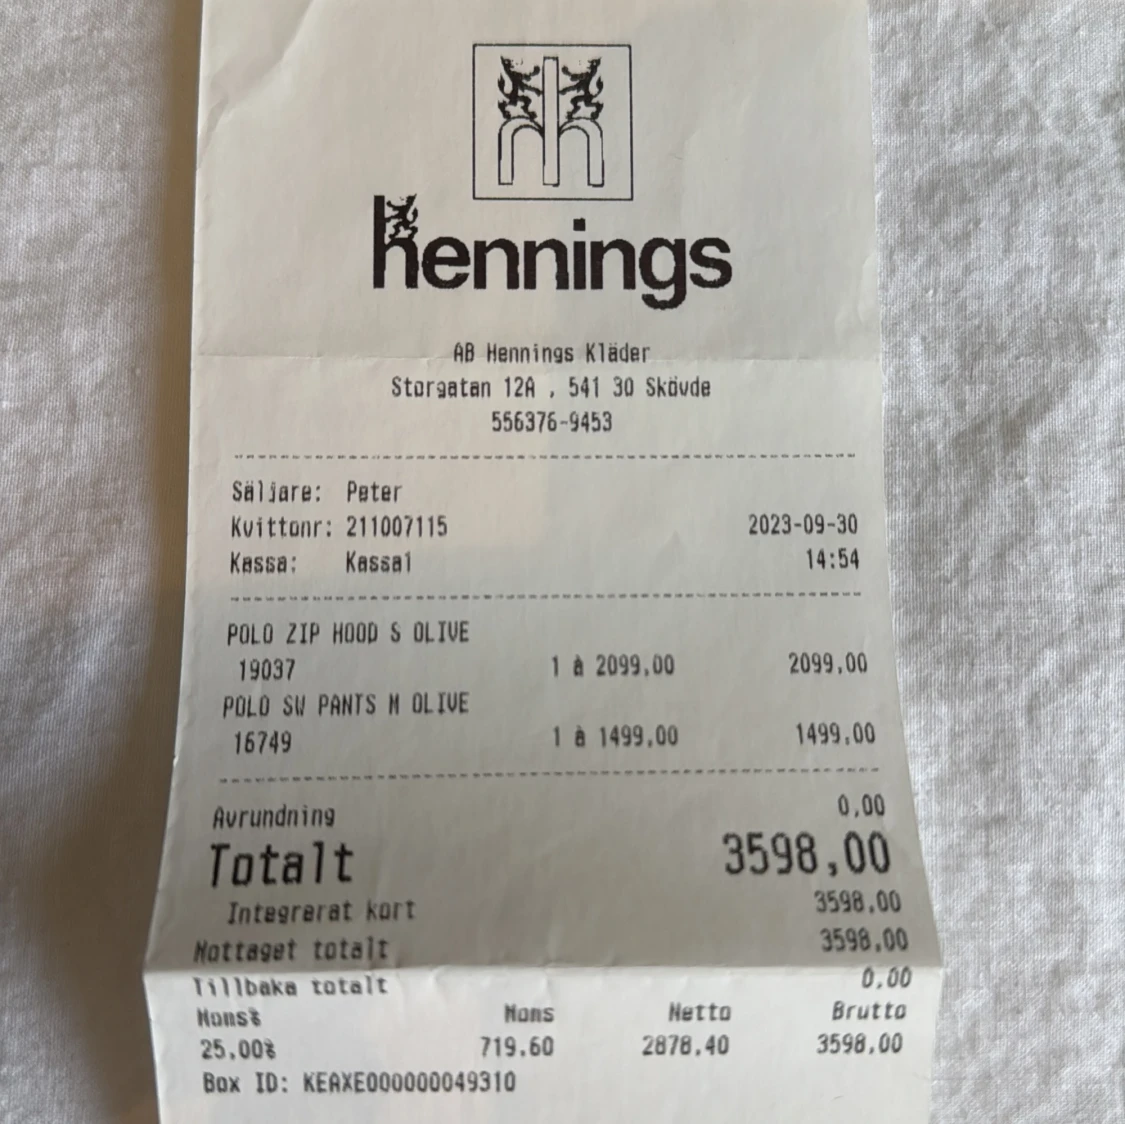 hennings
AB Hennings Kläder
Storgatan 12A , 541 30 Skövde
556376-9453
Säljare: Peter
Kvittonr: 211007115 2023-09-30
Kassa: Kassa1 14:54
POLO ZIP HOOD S OLIVE
19037 1 à 2099,00 2099,00
POLO SW PANTS M OLIVE
16749 1 à 1499,00 1499,00
Avrundning 0,00
Totalt 3598,00
Integrerat kort 3598,00
Mottaget totalt 3598,00
Tillbaka totalt 0,00
Moms% Moms Netto Brutto
25,00% 719,60 2878,40 3598,00
Box ID: KEAXE000000049310